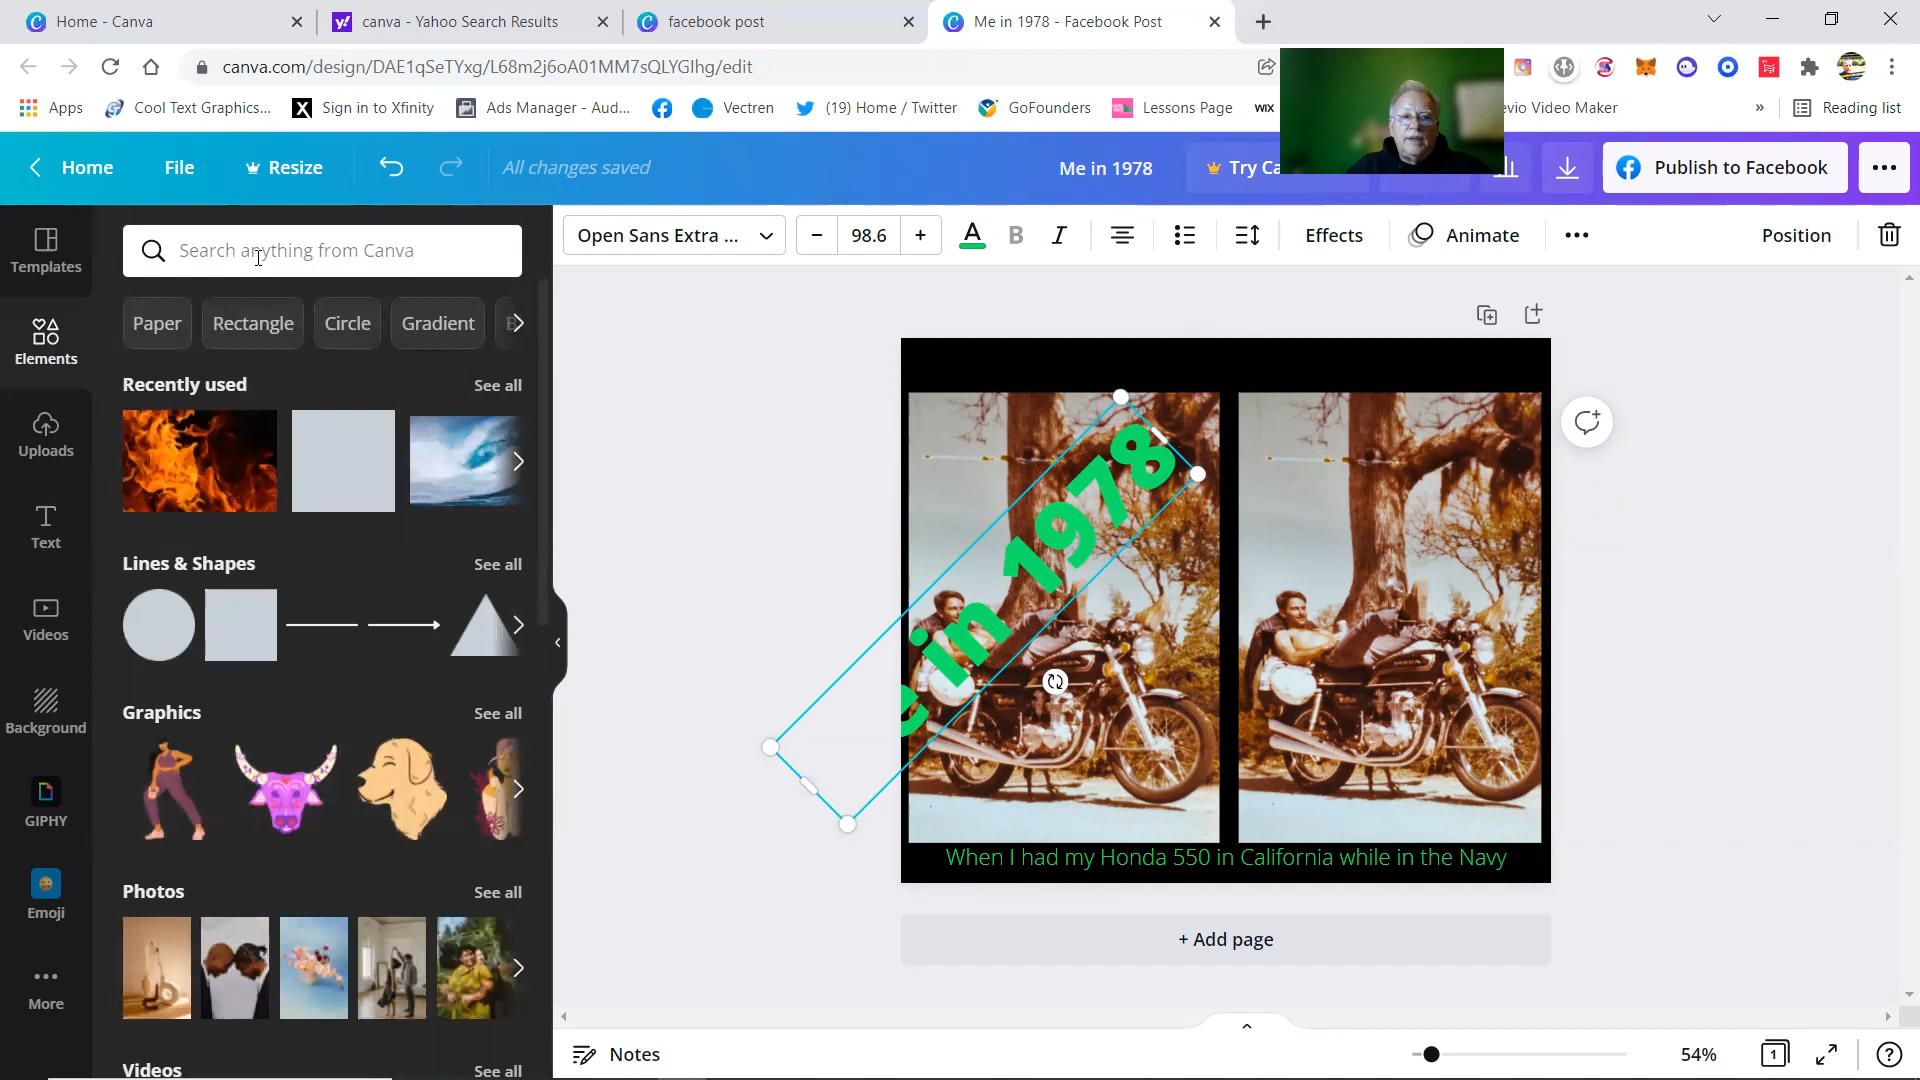 Home - Canva
canva - Yahoo Search Results
facebook post
Me in 1978 - Facebook Post
canva.com/design/DAE1qSeTYxg/L68m2j6oA01MM7sQLYGIhg/edit
Apps
Cool Text Graphics...
Sign in to Xfinity
Ads Manager - Aud...
Vectren
(19) Home / Twitter
GoFounders
Lessons Page
WIX
evio Video Maker
»
Reading list
Home
File
Resize
All changes saved
Me in 1978
Try Ca
Publish to Facebook
Templates
Elements
Uploads
Text
Videos
Background
GIPHY
Emoji
More
Search anything from Canva
Paper
Rectangle
Circle
Gradient
Recently used
See all
Lines & Shapes
See all
Graphics
See all
Photos
See all
Videos
See all
Open Sans Extra ...
98.6
A
B
I
Effects
Animate
Position
e in 1978
HONDA
When I had my Honda 550 in California while in the Navy
+ Add page
Notes
54%
1